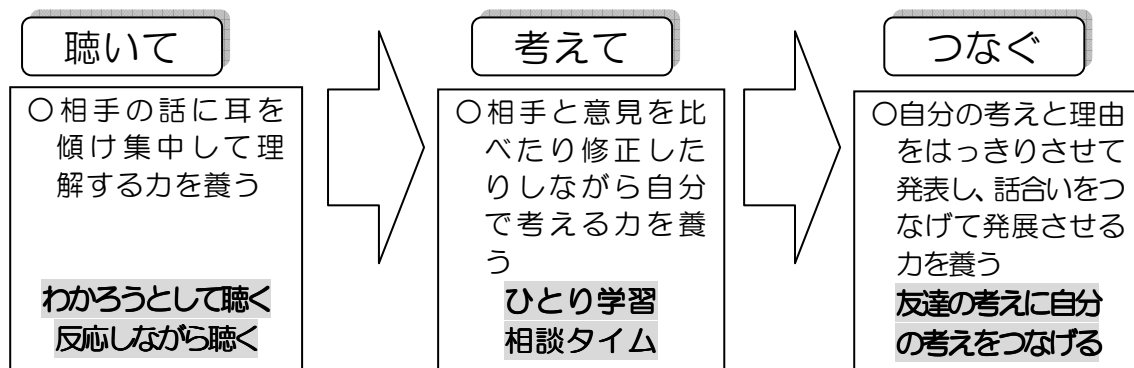 聴いて
〇相手の話に耳を
傾け集中して理
解する力を養う
わかろうとして聴く
反応しながら聴く
考えて
〇相手と意見を比
べたり修正した
りしながら自分
で考える力を養
う
ひとり学習
相談タイム
つなぐ
〇自分の考えと理由
をはっきりさせて
発表し、話合いをつ
なげて発展させる
力を養う
友達の考えに自分
の考えをつなげる